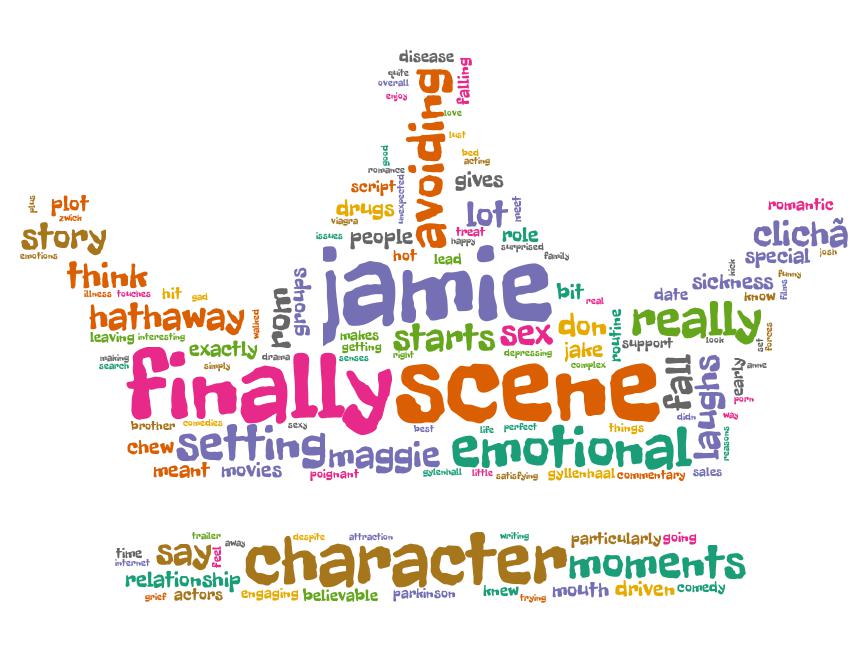 disease
quite
overall
enjoy
avoiding
falling
love
lust
good
romance
bed
acting
script
unexpected
gives
plus
plot
zwick
drugs
viagra
lot
meet
romantic
issues
people
treat
happy
role
surprised
story
emotions
clichã
special
josh
hot
lead
family
think
illness
touches
hit
gad
rom
groups
jamie
bit
real
date
sickness
kick
know
funny
films
hathaway
leaving
interesting
walked
makes
getting
senses
starts
right
sex
depressing
don
jake
complex
routine
support
really
look
set
forces
making
search
exactly
simply
drama
finally
scene
fall
laughs
early
anne
porn
way
didn
reasons
brother
comedies
sexy
best
life
perfect
things
chew
setting
maggie
emotional
meant
movies
poignant
gylenhall
little
satisfying
gyllenhaal
commentary
sales
trailer
away
despite
attraction
writing
particularly
going
time
internet
say
feel
character
moments
relationship
grief
actors
engaging
believable
parkinson
knew
trying
mouth
driven
comedy